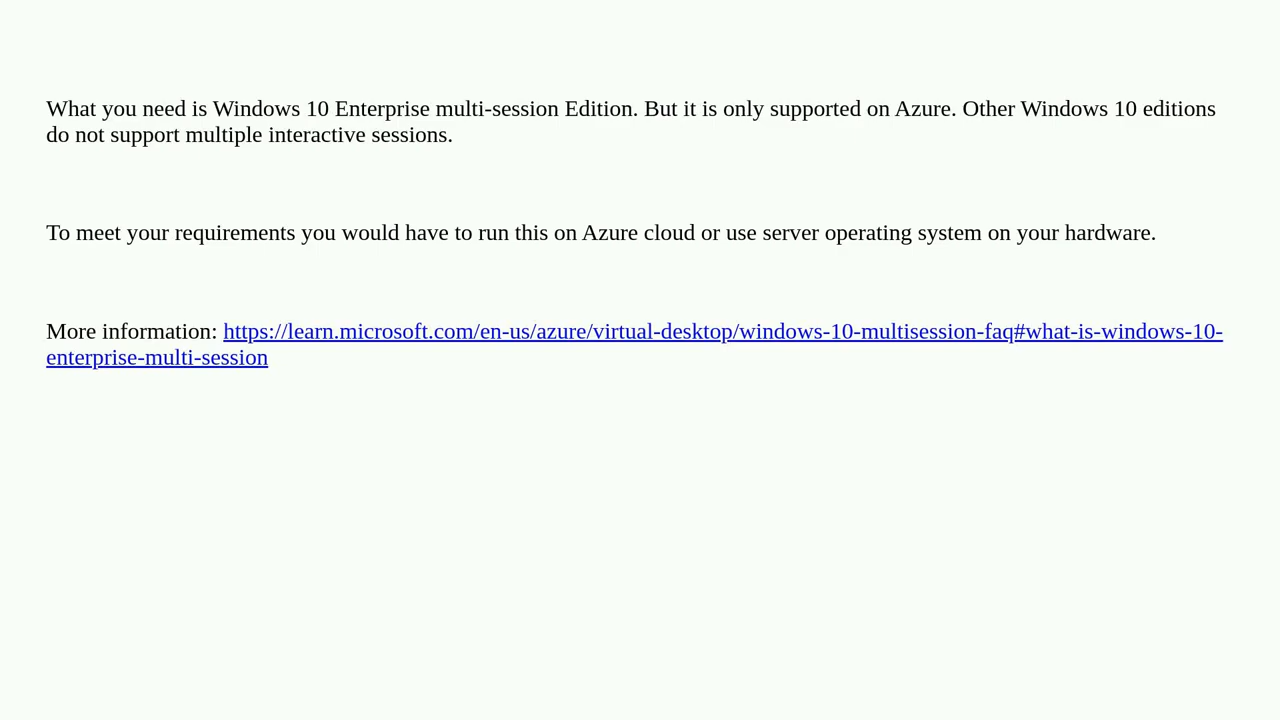 What you need is Windows 10 Enterprise multi-session Edition. But it is only supported on Azure. Other Windows 10 editions
do not support multiple interactive sessions.
To meet your requirements you would have to run this on Azure cloud or use server operating system on your hardware.
More information: https://learn.microsoft.com/en-us/azure/virtual-desktop/windows-10-multisession-faq#what-is-windows-10-
enterprise-multi-session